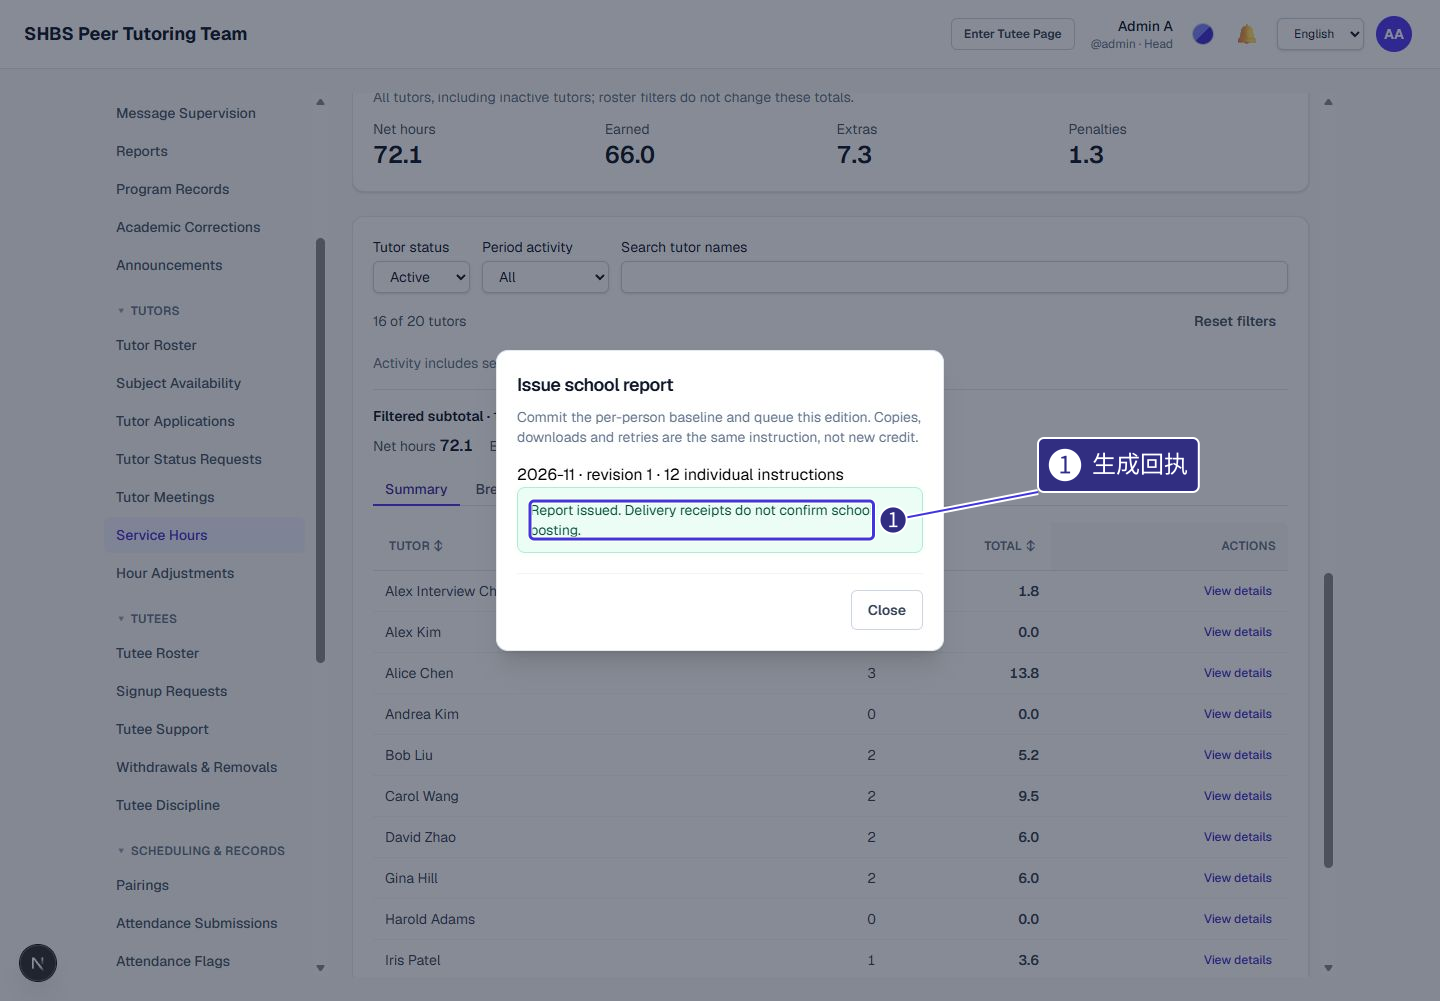 SHBS Peer Tutoring Team
Enter Tutee Page
Admin A
@admin · Head
English
AA
Message Supervision
Reports
Program Records
Academic Corrections
Announcements
TUTORS
Tutor Roster
Subject Availability
Tutor Applications
Tutor Status Requests
Tutor Meetings
Service Hours
Hour Adjustments
TUTEES
Tutee Roster
Signup Requests
Tutee Support
Withdrawals & Removals
Tutee Discipline
SCHEDULING & RECORDS
Pairings
Attendance Submissions
Attendance Flags
N
All tutors, including inactive tutors; roster filters do not change these totals.
Net hours Earned Extras Penalties
72.1 66.0 7.3 1.3
Tutor status Period activity Search tutor names
Active All
16 of 20 tutors Reset filters
Activity includes
Filtered subtotal ·
Net hours 72.1
Summary
TUTOR TOTAL ACTIONS
Alex Interview 1.8 View details
Alex Kim 0.0 View details
Alice Chen 3 13.8 View details
Andrea Kim 0 0.0 View details
Bob Liu 2 5.2 View details
Carol Wang 2 9.5 View details
David Zhao 2 6.0 View details
Gina Hill 2 6.0 View details
Harold Adams 0 0.0 View details
Iris Patel 1 3.6 View details
Issue school report
Commit the per-person baseline and queue this edition. Copies,
downloads and retries are the same instruction, not new credit.
2026-11 · revision 1 · 12 individual instructions
Report issued. Delivery receipts do not confirm schoo
posting.
1
Close
1 生成回执